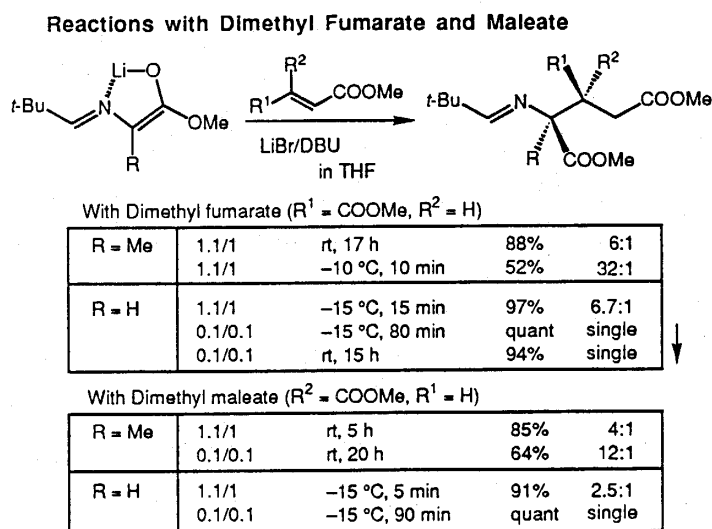 Reactions with Dimethyl Fumarate and Maleate
Li O
t-Bu N OMe
R
R² R¹ COOMe
LiBr/DBU
in THF
R¹ R²
t-Bu N COOMe
R COOMe
With Dimethyl fumarate (R¹ = COOMe, R² = H)
R = Me 1.1/1 rt, 17 h 88% 6:1
1.1/1 –10 °C, 10 min 52% 32:1
R = H 1.1/1 –15 °C, 15 min 97% 6.7:1
0.1/0.1 –15 °C, 80 min quant single
0.1/0.1 rt, 15 h 94% single
With Dimethyl maleate (R² = COOMe, R¹ = H)
R = Me 1.1/1 rt, 5 h 85% 4:1
0.1/0.1 rt, 20 h 64% 12:1
R = H 1.1/1 –15 °C, 5 min 91% 2.5:1
0.1/0.1 –15 °C, 90 min quant single